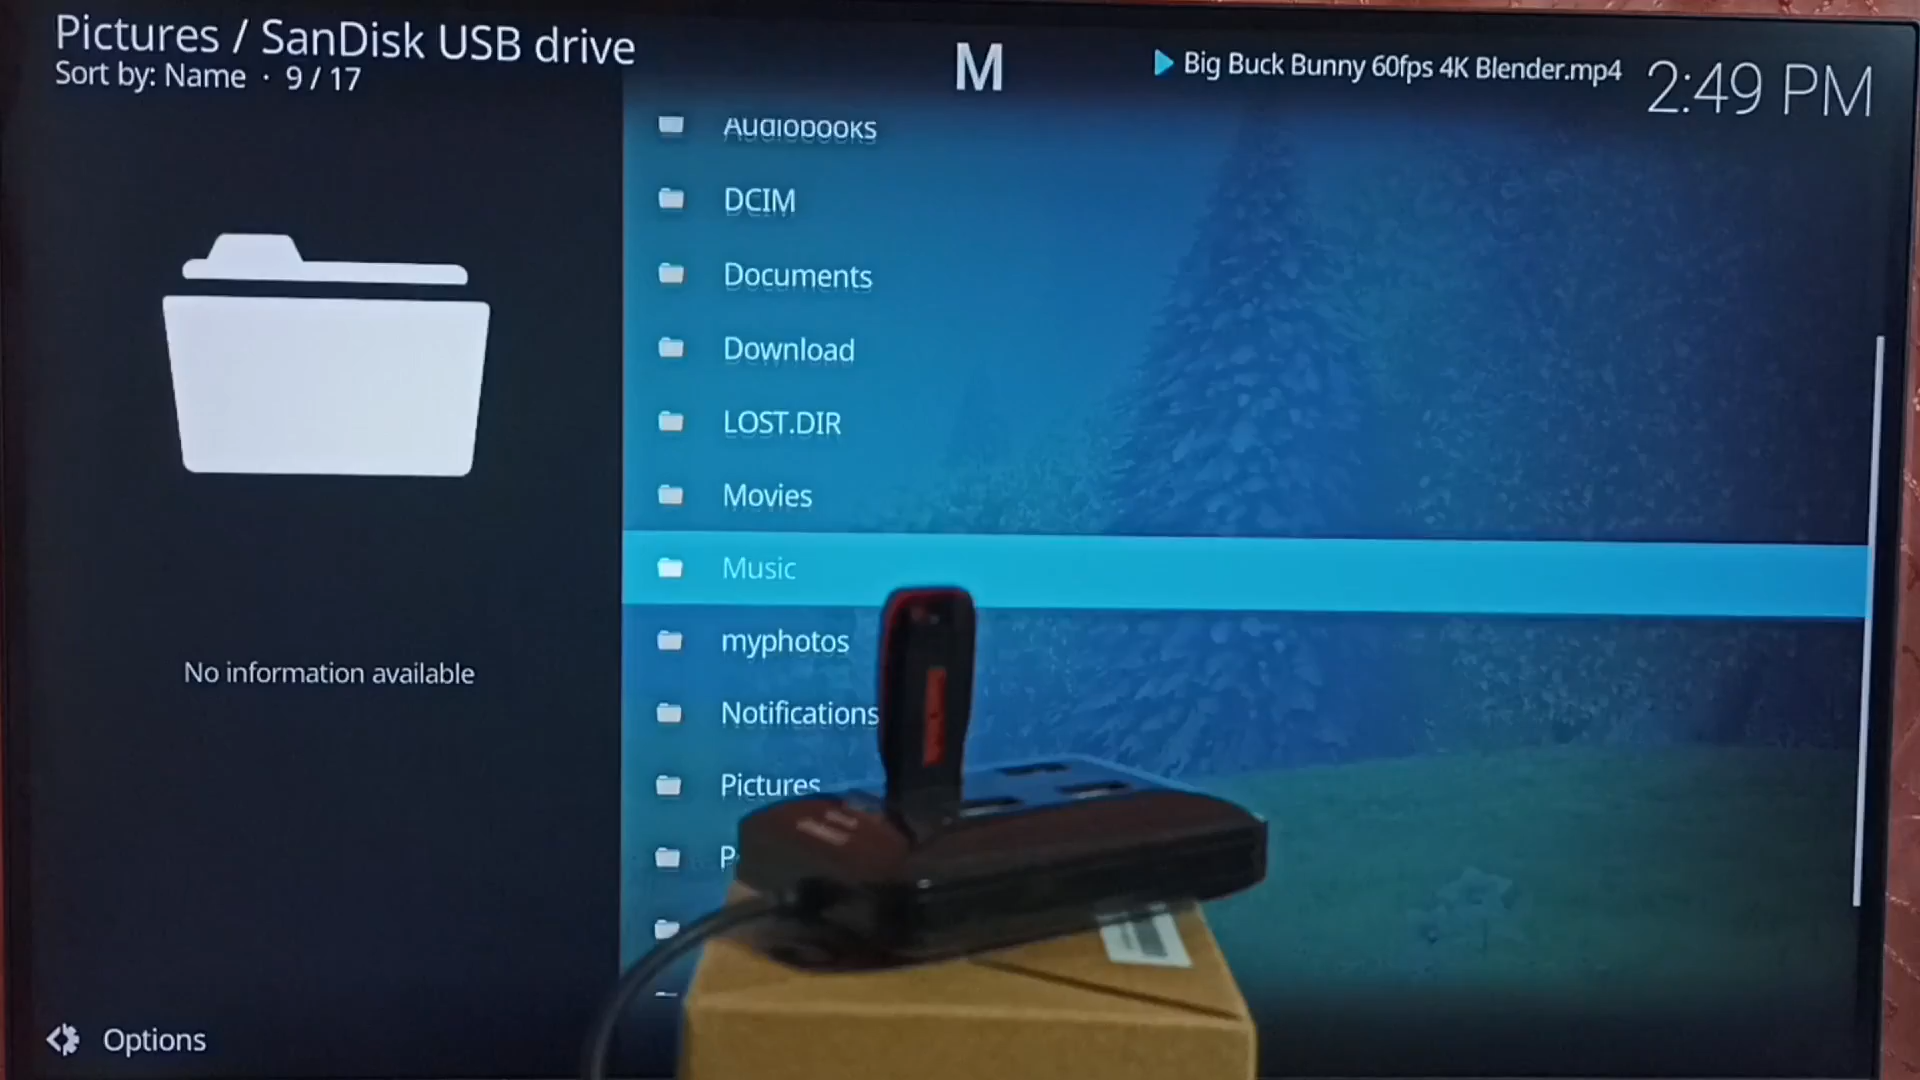 Pictures / SanDisk USB drive
Sort by: Name · 9 / 17
M
Big Buck Bunny 60fps 4K Blender.mp4
2:49 PM
Audiobooks
DCIM
Documents
Download
LOST.DIR
Movies
Music
myphotos
Notifications
Pictures
No information available
Options